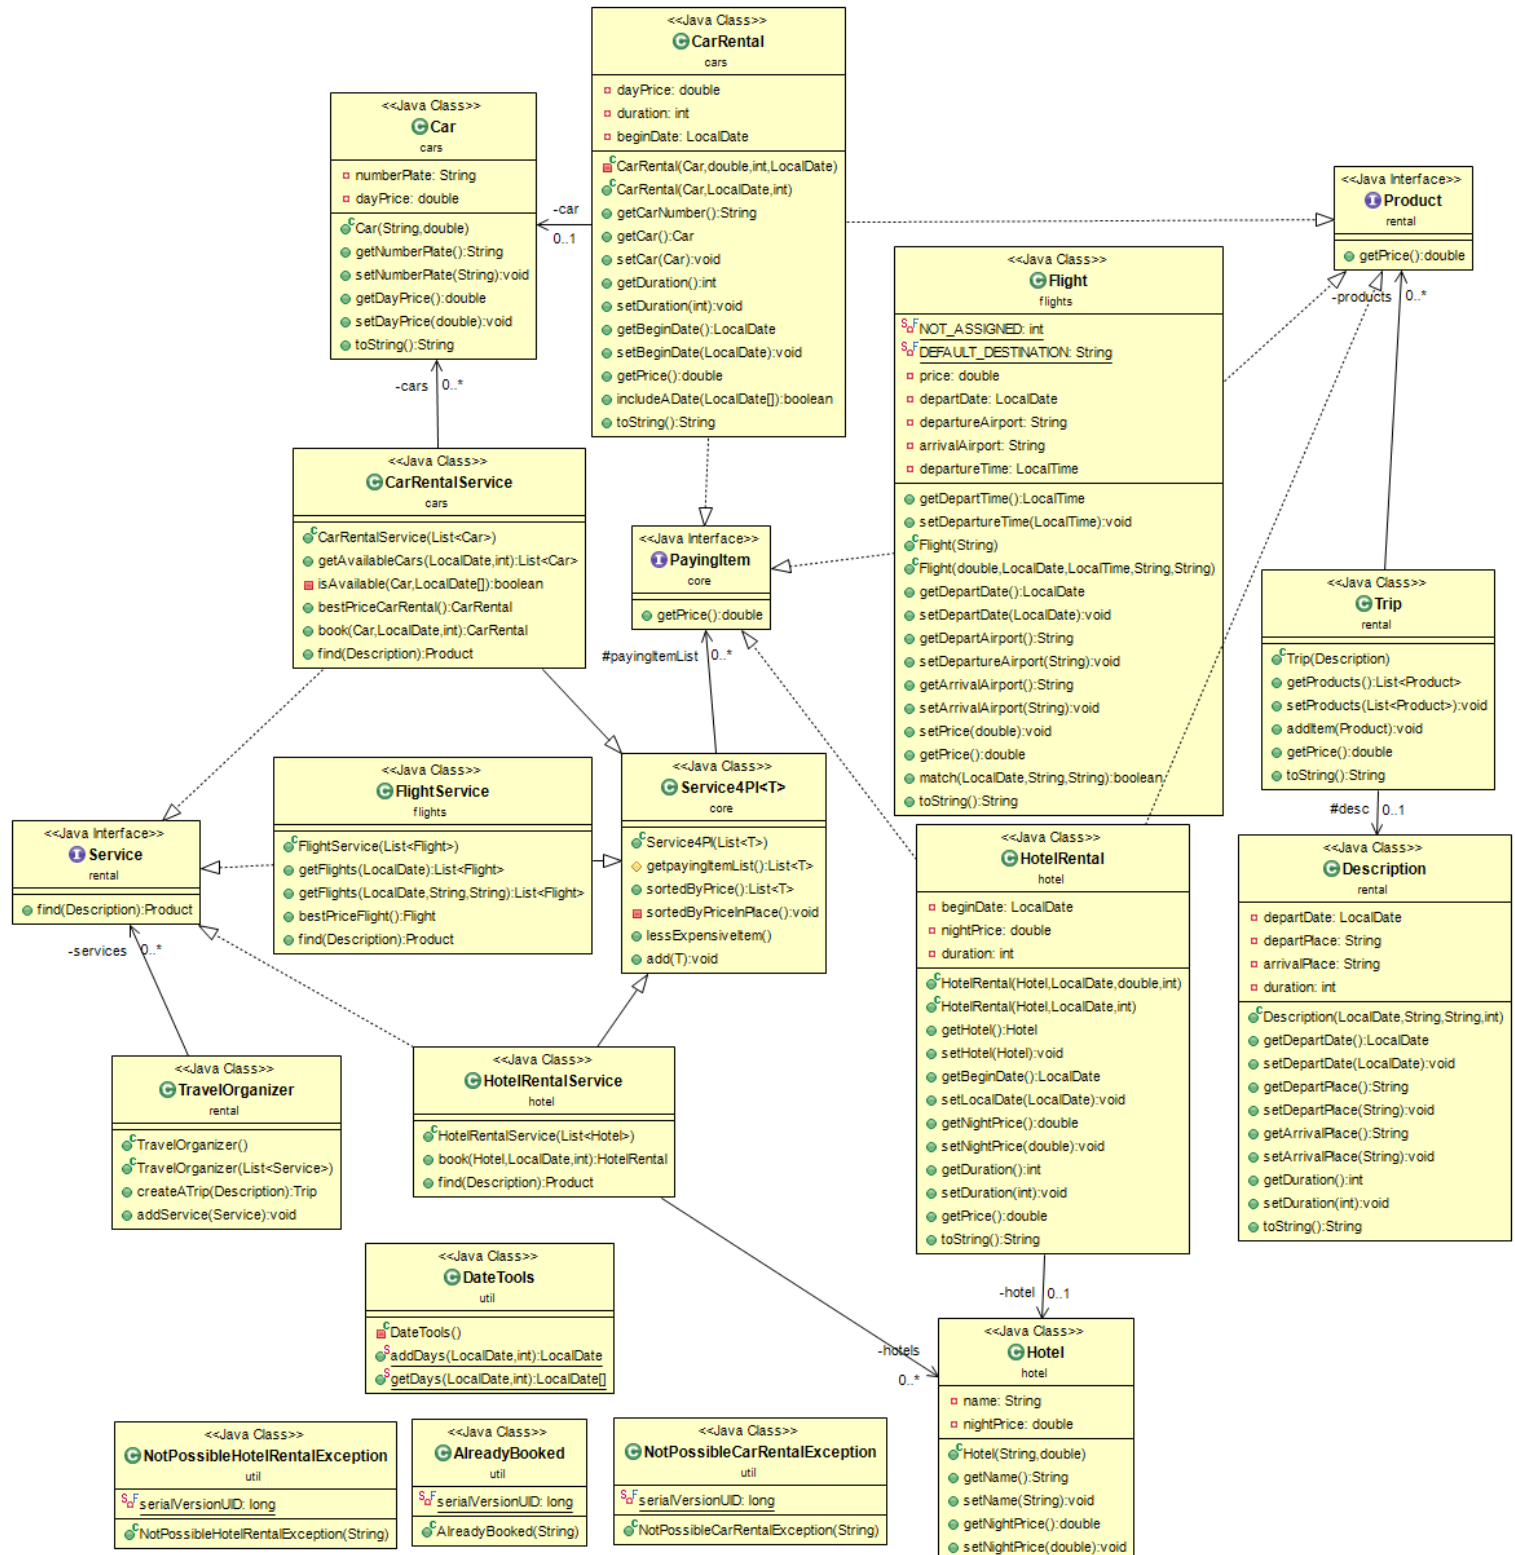 <<Java Class>>
CarRental
cars
dayPrice: double
duration: int
beginDate: LocalDate
CarRental(Car,double,int,LocalDate)
CarRental(Car,LocalDate,int)
getCarNumber():String
getCar():Car
setCar(Car):void
getDuration():int
setDuration(int):void
getBeginDate():LocalDate
setBeginDate(LocalDate):void
getPrice():double
includeADate(LocalDate[]):boolean
toString():String
<<Java Class>>
Car
cars
numberPlate: String
dayPrice: double
Car(String,double)
getNumberPlate():String
setNumberPlate(String):void
getDayPrice():double
setDayPrice(double):void
toString():String
-car
0..1
<<Java Interface>>
Product
rental
getPrice():double
-products
0..*
<<Java Class>>
Flight
flights
NOT_ASSIGNED: int
DEFAULT_DESTINATION: String
price: double
departDate: LocalDate
departureAirport: String
arrivalAirport: String
departureTime: LocalTime
getDepartTime():LocalTime
setDepartureTime(LocalTime):void
Flight(String)
Flight(double,LocalDate,LocalTime,String,String)
getDepartDate():LocalDate
setDepartDate(LocalDate):void
getDepartAirport():String
setDepartureAirport(String):void
getArrivalAirport():String
setArrivalAirport(String):void
setPrice(double):void
getPrice():double
match(LocalDate,String,String):boolean
toString():String
-cars
0..*
<<Java Class>>
CarRentalService
cars
CarRentalService(List<Car>)
getAvailableCars(LocalDate,int):List<Car>
isAvailable(Car,LocalDate[]):boolean
bestPriceCarRental():CarRental
book(Car,LocalDate,int):CarRental
find(Description):Product
<<Java Interface>>
PayingItem
core
getPrice():double
#payingItemList
0..*
<<Java Class>>
Trip
rental
Trip(Description)
getProducts():List<Product>
setProducts(List<Product>):void
addItem(Product):void
getPrice():double
toString():String
#desc
0..1
<<Java Class>>
FlightService
flights
FlightService(List<Flight>)
getFlights(LocalDate):List<Flight>
getFlights(LocalDate,String,String):List<Flight>
bestPriceFlight():Flight
find(Description):Product
<<Java Class>>
Service4PI<T>
core
Service4PI(List<T>)
getpayingItemList():List<T>
sortedByPrice():List<T>
sortedByPriceInPlace():void
lessExpensiveItem()
add(T):void
<<Java Interface>>
Service
rental
find(Description):Product
-services
0..*
<<Java Class>>
HotelRental
hotel
beginDate: LocalDate
nightPrice: double
duration: int
HotelRental(Hotel,LocalDate,double,int)
HotelRental(Hotel,LocalDate,int)
getHotel():Hotel
setHotel(Hotel):void
getBeginDate():LocalDate
setLocalDate(LocalDate):void
getNightPrice():double
setNightPrice(double):void
getDuration():int
setDuration(int):void
getPrice():double
toString():String
<<Java Class>>
Description
rental
departDate: LocalDate
departPlace: String
arrivalPlace: String
duration: int
Description(LocalDate,String,String,int)
getDepartDate():LocalDate
setDepartDate(LocalDate):void
getDepartPlace():String
setDepartPlace(String):void
getArrivalPlace():String
setArrivalPlace(String):void
getDuration():int
setDuration(int):void
toString():String
<<Java Class>>
TravelOrganizer
rental
TravelOrganizer()
TravelOrganizer(List<Service>)
createATrip(Description):Trip
addService(Service):void
<<Java Class>>
HotelRentalService
hotel
HotelRentalService(List<Hotel>)
book(Hotel,LocalDate,int):HotelRental
find(Description):Product
<<Java Class>>
DateTools
util
DateTools()
addDays(LocalDate,int):LocalDate
getDays(LocalDate,int):LocalDate[]
-hotel
0..1
-hotels
0..*
<<Java Class>>
Hotel
hotel
name: String
nightPrice: double
Hotel(String,double)
getName():String
setName(String):void
getNightPrice():double
setNightPrice(double):void
<<Java Class>>
NotPossibleHotelRentalException
util
serialVersionUID: long
NotPossibleHotelRentalException(String)
<<Java Class>>
AlreadyBooked
util
serialVersionUID: long
AlreadyBooked(String)
<<Java Class>>
NotPossibleCarRentalException
util
serialVersionUID: long
NotPossibleCarRentalException(String)